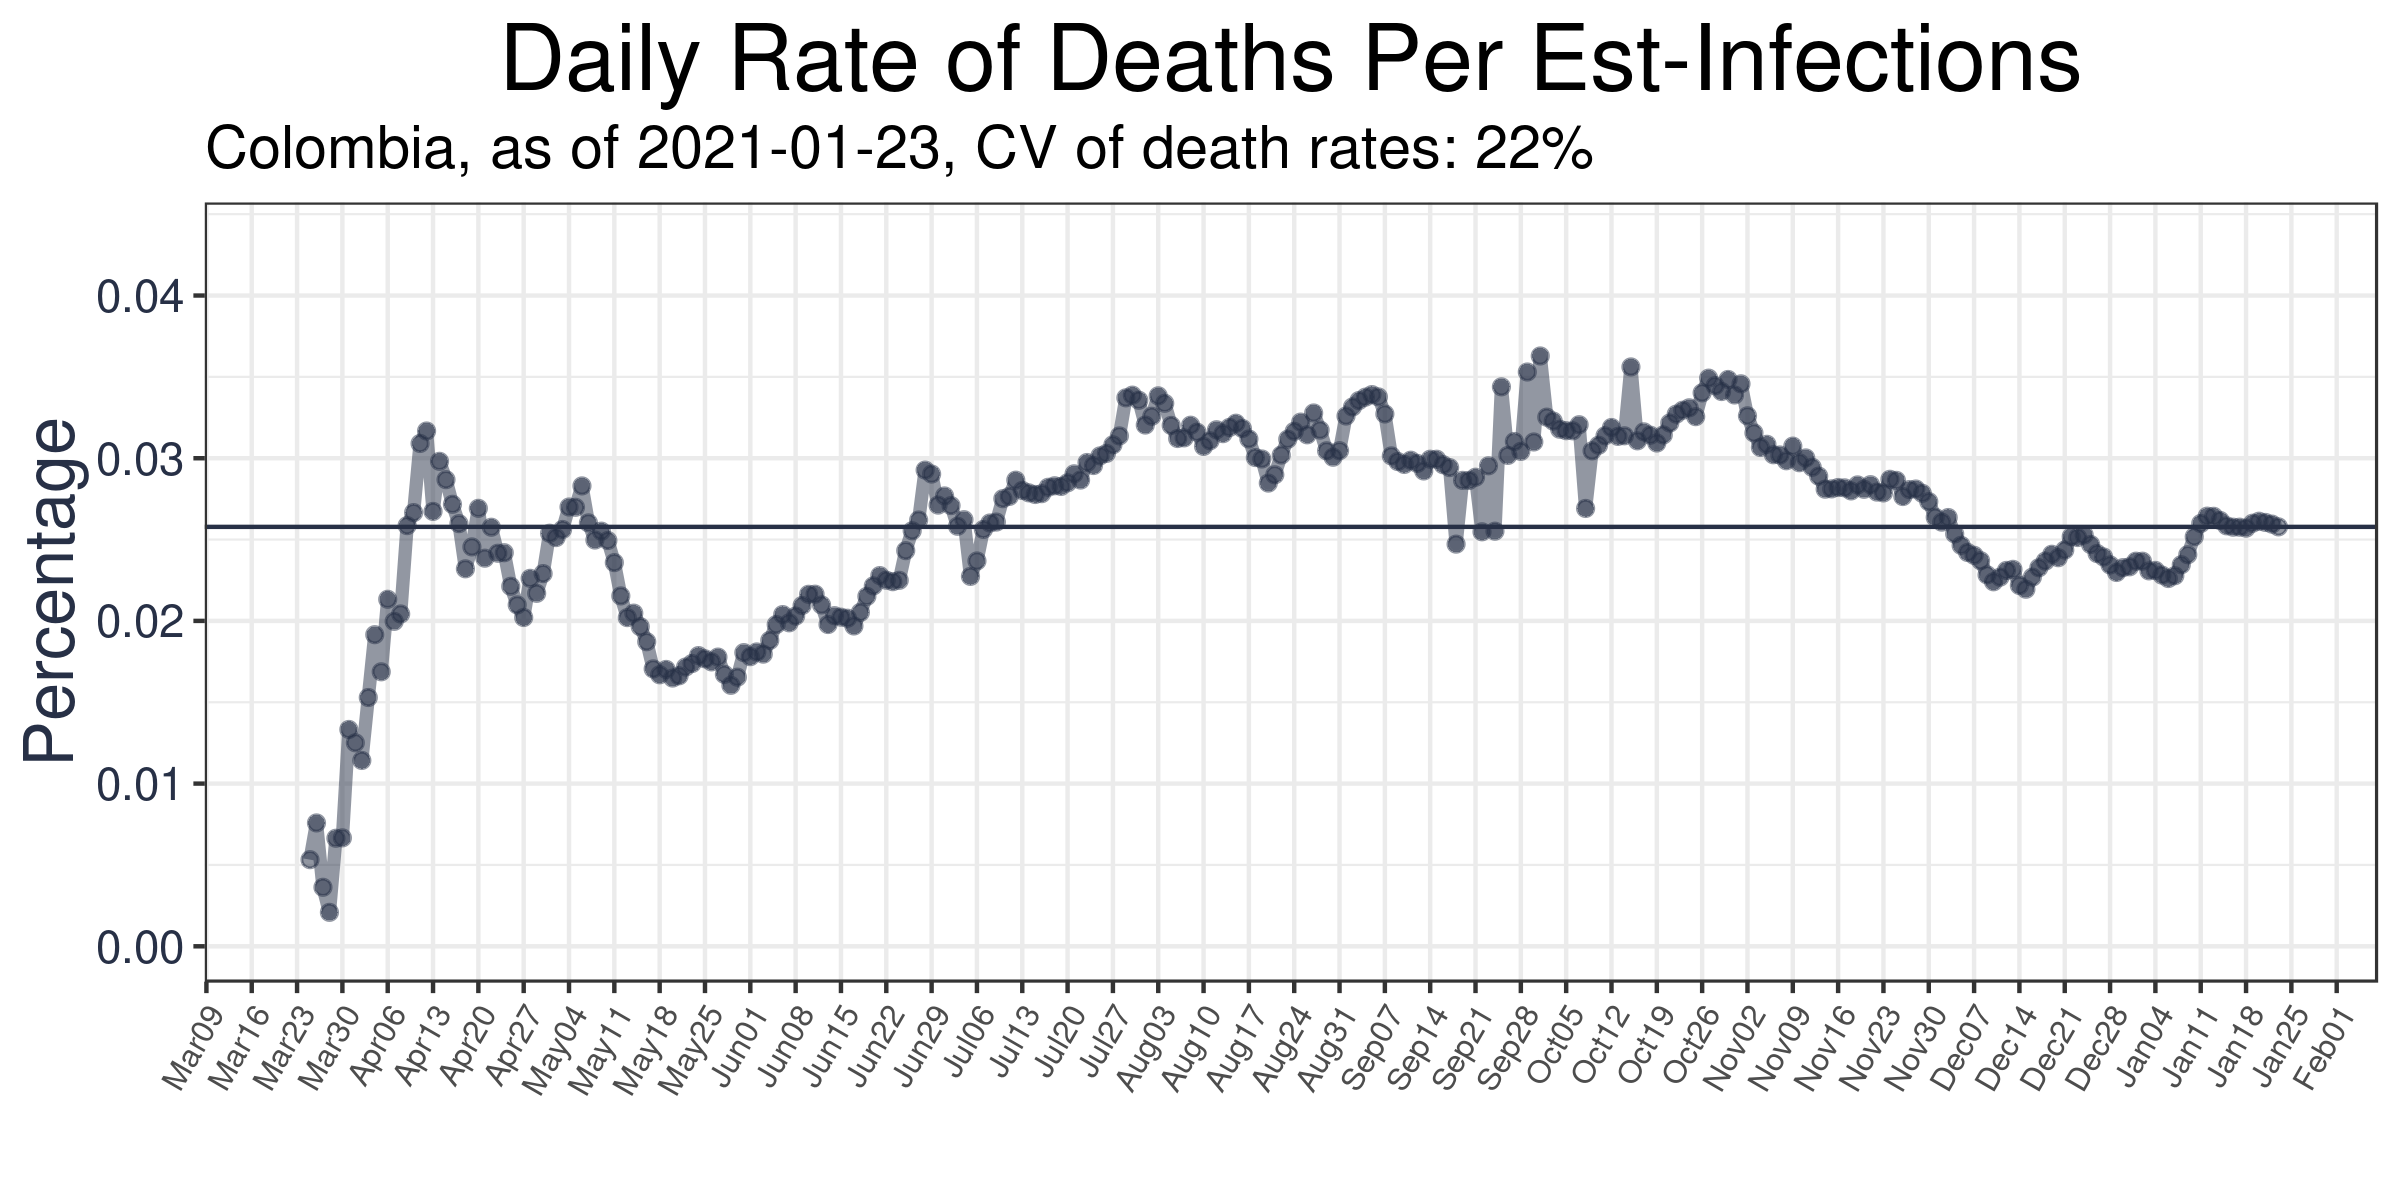 Daily Rate of Deaths Per Est-Infections
Colombia, as of 2021-01-23, CV of death rates: 22%
Percentage
0.04
0.03
0.02
0.01
0.00
Mar09
Mar16
Mar23
Mar30
Apr06
Apr13
Apr20
Apr27
May04
May11
May18
May25
Jun01
Jun08
Jun15
Jun22
Jun29
Jul06
Jul13
Jul20
Jul27
Aug03
Aug10
Aug17
Aug24
Aug31
Sep07
Sep14
Sep21
Sep28
Oct05
Oct12
Oct19
Oct26
Nov02
Nov09
Nov16
Nov23
Nov30
Dec07
Dec14
Dec21
Dec28
Jan04
Jan11
Jan18
Jan25
Feb01